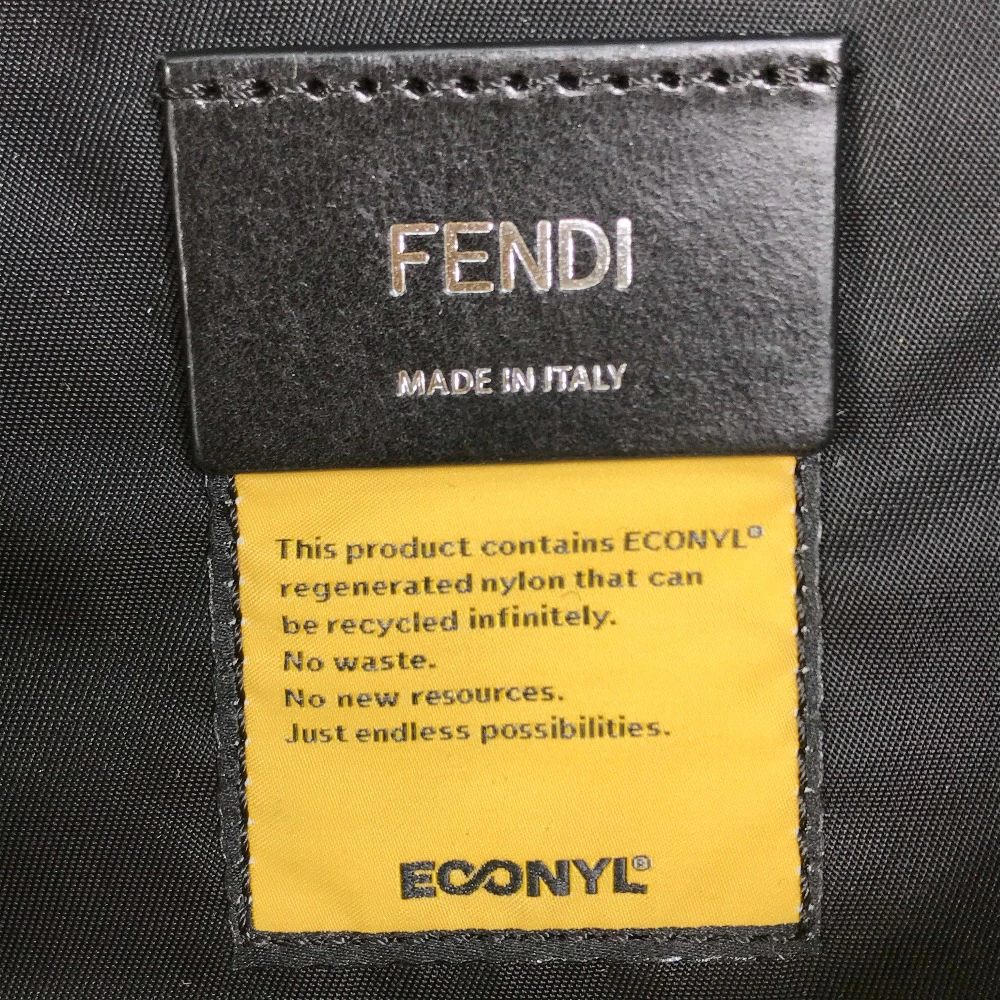 FENDI
MADE IN ITALY
This product contains ECONYL®
regenerated nylon that can
be recycled infinitely.
No waste.
No new resources.
Just endless possibilities.
ECONYL®